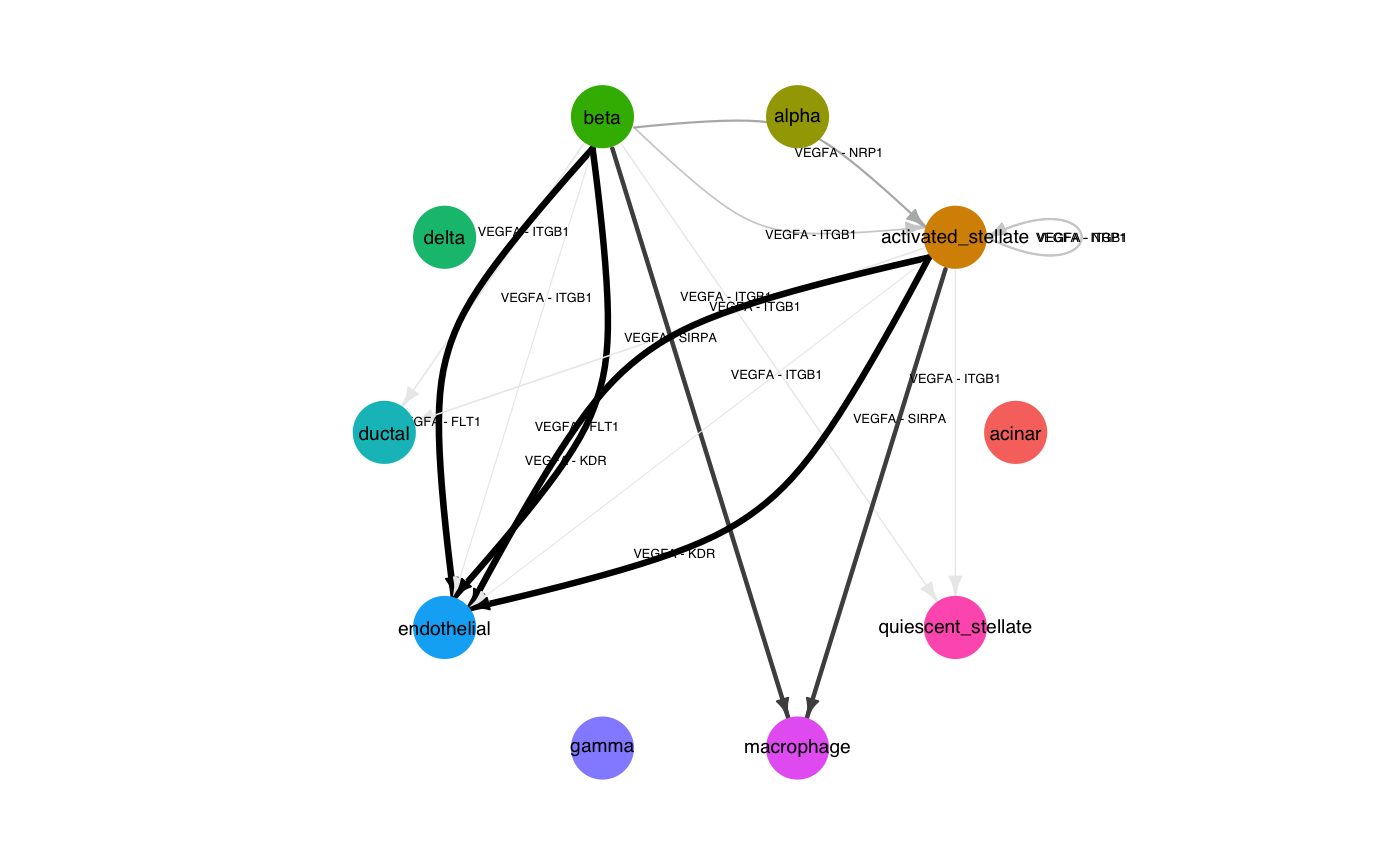 beta
alpha
VEGFA - NRP1
delta
VEGFA - ITGB1
VEGFA - ITGB1
activated_stellate
VEGFA - ITGB1
VEGFA - ITGB1
VEGFA - ITGB1
VEGFA - ITGB1
VEGFA - SIRPA
VEGFA - ITGB1
VEGFA - ITGB1
VEGFA - SIRPA
ductal
GFA - FLT1
VEGFA - FLT1
acinar
VEGFA - KDR
VEGFA - KDR
endothelial
quiescent_stellate
gamma
macrophage